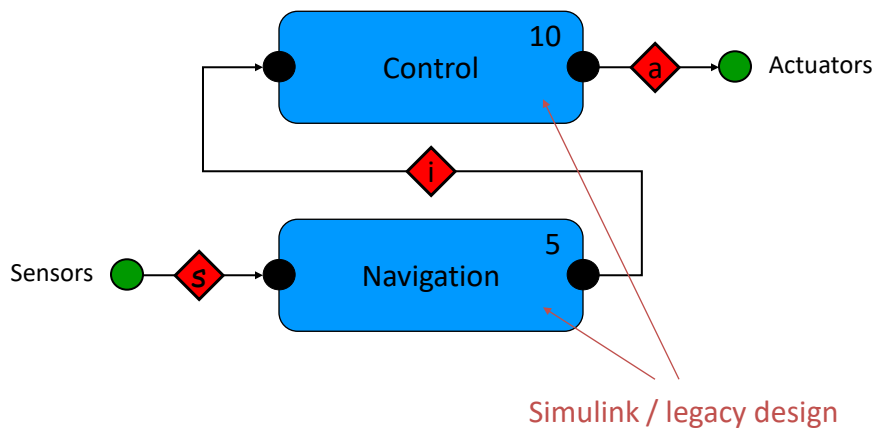 10
Control
a
Actuators
i
5
Sensors
s
Navigation
Simulink / legacy design